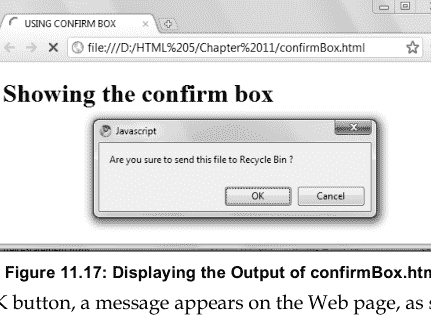 USING CONFIRM BOX
file:///D:/HTML%205/Chapter%2011/confirmBox.html
Showing the confirm box
Javascript
Are you sure to send this file to Recycle Bin ?
OK Cancel
Figure 11.17: Displaying the Output of confirmBox.htm
K button, a message appears on the Web page, as